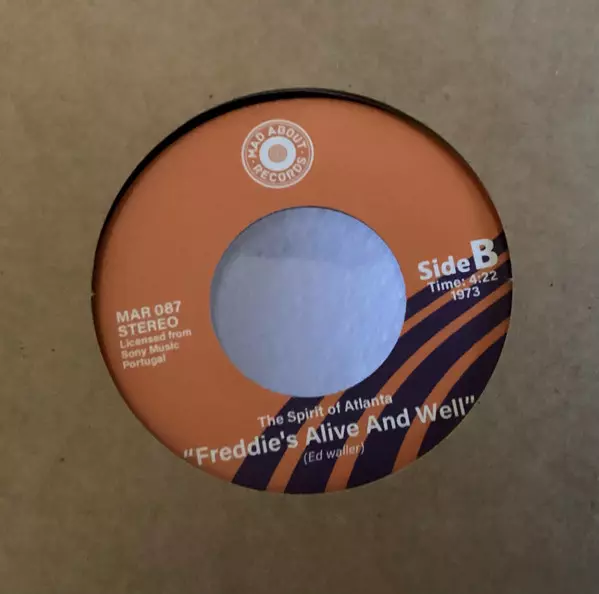 MAD ABOUT
RECORDS
Side B
Time: 4:22
1973
MAR 087
STEREO
Licensed from
Sony Music
Portugal
The Spirit of Atlanta
"Freddie's Alive And Well"
(Ed waller)